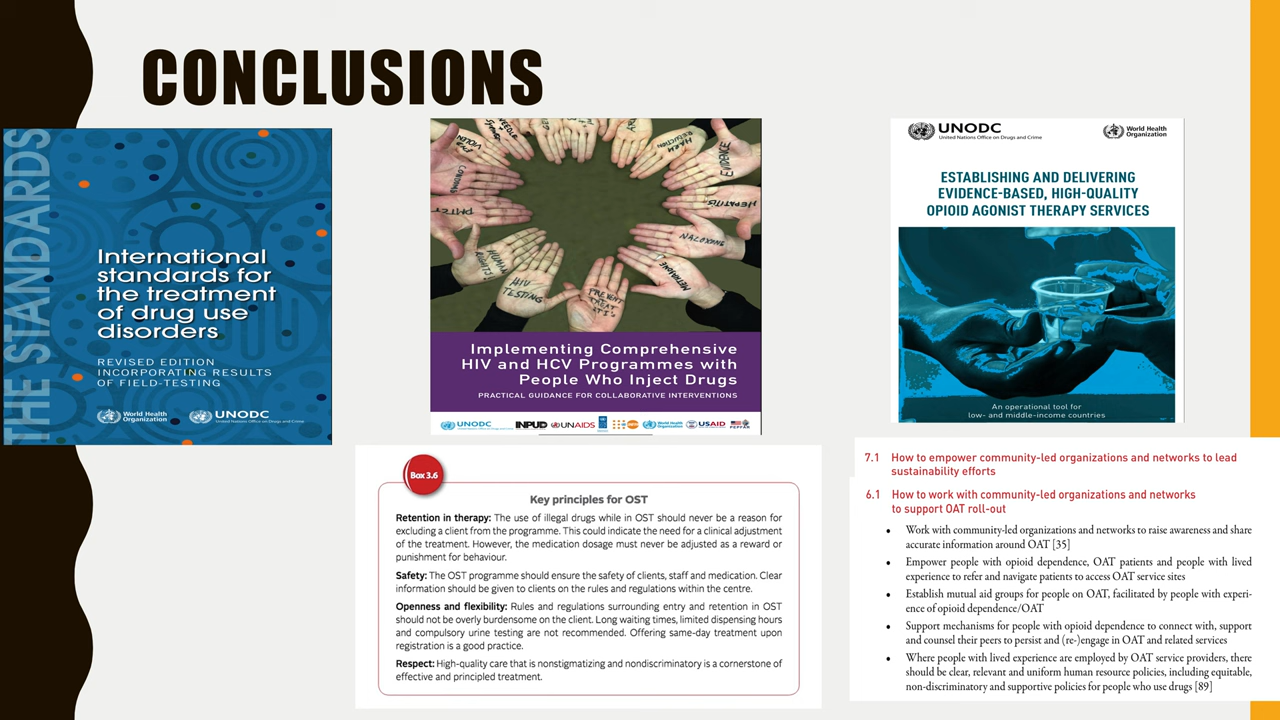 CONCLUSIONS
THE STANDARDS
International
standards for
the treatment
of drug use
disorders
REVISED EDITION
INCORPORATING RESULTS
OF FIELD-TESTING
World Health
Organization
UNODC
United Nations Office on Drugs and Crime
REDUCTION
EVIDENCE
HEPATITIS
NALOXONE
METHADONE
PREVENT
TREAT
HIV
TESTING
HUMAN
RIGHTS
Implementing Comprehensive
HIV and HCV Programmes with
People Who Inject Drugs
PRACTICAL GUIDANCE FOR COLLABORATIVE INTERVENTIONS
UNODC
INPUD
UNAIDS
World Health
Organization
USAID
PEPFAR
Box 3.6
Key principles for OST
Retention in therapy: The use of illegal drugs while in OST should never be a reason for
excluding a client from the programme. This could indicate the need for a clinical adjustment
of the treatment. However, the medication dosage must never be adjusted as a reward or
punishment for behaviour.
Safety: The OST programme should ensure the safety of clients, staff and medication. Clear
information should be given to clients on the rules and regulations within the centre.
Openness and flexibility: Rules and regulations surrounding entry and retention in OST
should not be overly burdensome on the client. Long waiting times, limited dispensing hours
and compulsory urine testing are not recommended. Offering same-day treatment upon
registration is a good practice.
Respect: High-quality care that is nonstigmatizing and nondiscriminatory is a cornerstone of
effective and principled treatment.
UNODC
United Nations Office on Drugs and Crime
World Health
Organization
ESTABLISHING AND DELIVERING
EVIDENCE-BASED, HIGH-QUALITY
OPIOID AGONIST THERAPY SERVICES
An operational tool for
low- and middle-income countries
7.1 How to empower community-led organizations and networks to lead
sustainability efforts
6.1 How to work with community-led organizations and networks
to support OAT roll-out
• Work with community-led organizations and networks to raise awareness and share
accurate information around OAT [35]
• Empower people with opioid dependence, OAT patients and people with lived
experience to refer and navigate patients to access OAT service sites
• Establish mutual aid groups for people on OAT, facilitated by people with experi-
ence of opioid dependence/OAT
• Support mechanisms for people with opioid dependence to connect with, support
and counsel their peers to persist and (re-)engage in OAT and related services
• Where people with lived experience are employed by OAT service providers, there
should be clear, relevant and uniform human resource policies, including equitable,
non-discriminatory and supportive policies for people who use drugs [89]